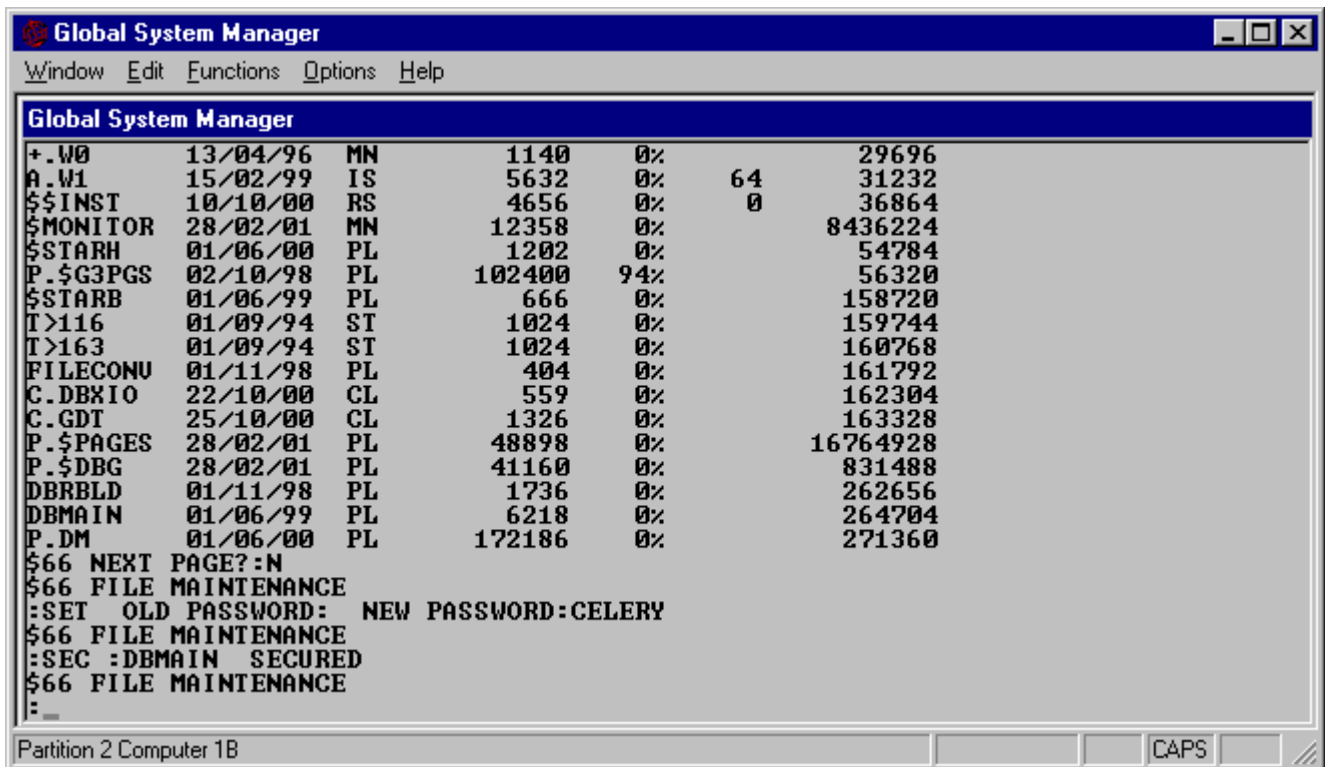 Global System Manager
Window Edit Functions Options Help
Global System Manager
+.W0 13/04/96 MN 1140 0% 29696
A.W1 15/02/99 IS 5632 0% 64 31232
$$INST 10/10/00 RS 4656 0% 0 36864
$MONITOR 28/02/01 MN 12358 0% 8436224
$STARH 01/06/00 PL 1202 0% 54784
P.$G3PGS 02/10/98 PL 102400 94% 56320
$STARB 01/06/99 PL 666 0% 158720
T>116 01/09/94 ST 1024 0% 159744
T>163 01/09/94 ST 1024 0% 160768
FILECONV 01/11/98 PL 404 0% 161792
C.DBXIO 22/10/00 CL 559 0% 162304
C.GDT 25/10/00 CL 1326 0% 163328
P.$PAGES 28/02/01 PL 48898 0% 16764928
P.$DBG 28/02/01 PL 41160 0% 831488
DBRBLD 01/11/98 PL 1736 0% 262656
DBMAIN 01/06/99 PL 6218 0% 264704
P.DM 01/06/00 PL 172186 0% 271360
$66 NEXT PAGE?:N
$66 FILE MAINTENANCE
:SET OLD PASSWORD: NEW PASSWORD:CELERY
$66 FILE MAINTENANCE
:SEC :DBMAIN SECURED
$66 FILE MAINTENANCE
:_
Partition 2 Computer 1B CAPS